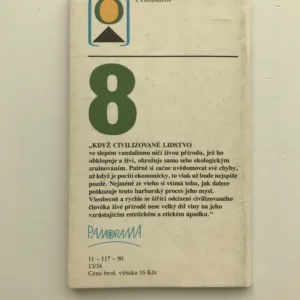 PYRAMIDA
8
„KDYŽ CIVILIZOVANÉ LIDSTVO
ve slepém vandalismu ničí živou přírodu, jež ho
obklopuje a živí, ohrožuje samo sebe ekologickým
zruinováním. Patrně si začne uvědomovat své chyby,
až když je pocítí ekonomicky, to však už bude nejspíše
pozdě. Nejméně ze všeho si všímá toho, jak dalece
poškozuje tento barbarský proces jeho mysl.
Všeobecné a rychle se šířící odcizení civilizovaného
člověka živé přírodě nese velký díl viny na jeho
vzrůstajícím estetickém a etickém úpadku.“
PANORAMA
11 – 117 – 90
13/34
Cena brož. výtisku 16 Kčs